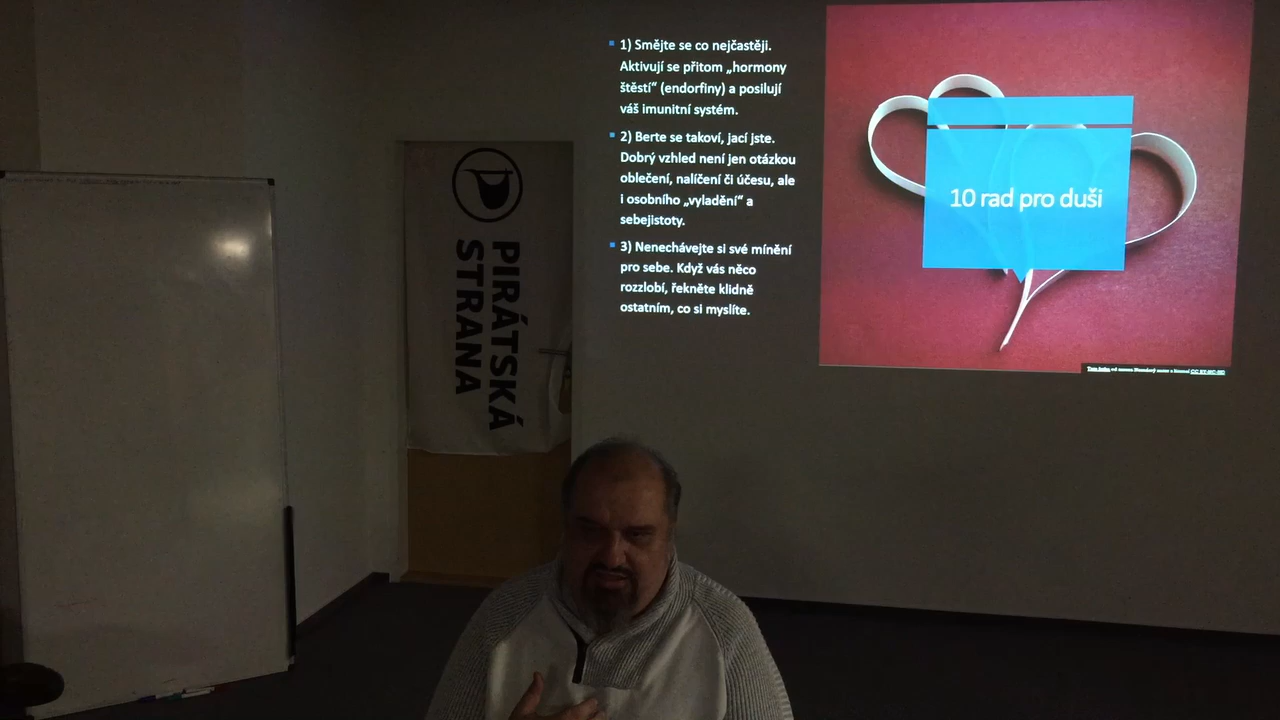 1) Smějte se co nejčastěji.
Aktivují se přitom „hormony
štěstí“ (endorfiny) a posilují
váš imunitní systém.
2) Berte se takoví, jací jste.
Dobrý vzhled není jen otázkou
oblečení, nalíčení či účesu, ale
i osobního „vyladění“ a
sebejistoty.
3) Nenechávejte si své mínění
pro sebe. Když vás něco
rozzlobí, řekněte klidně
ostatním, co si myslíte.
10 rad pro duši
PIRÁTSKÁ
STRANA